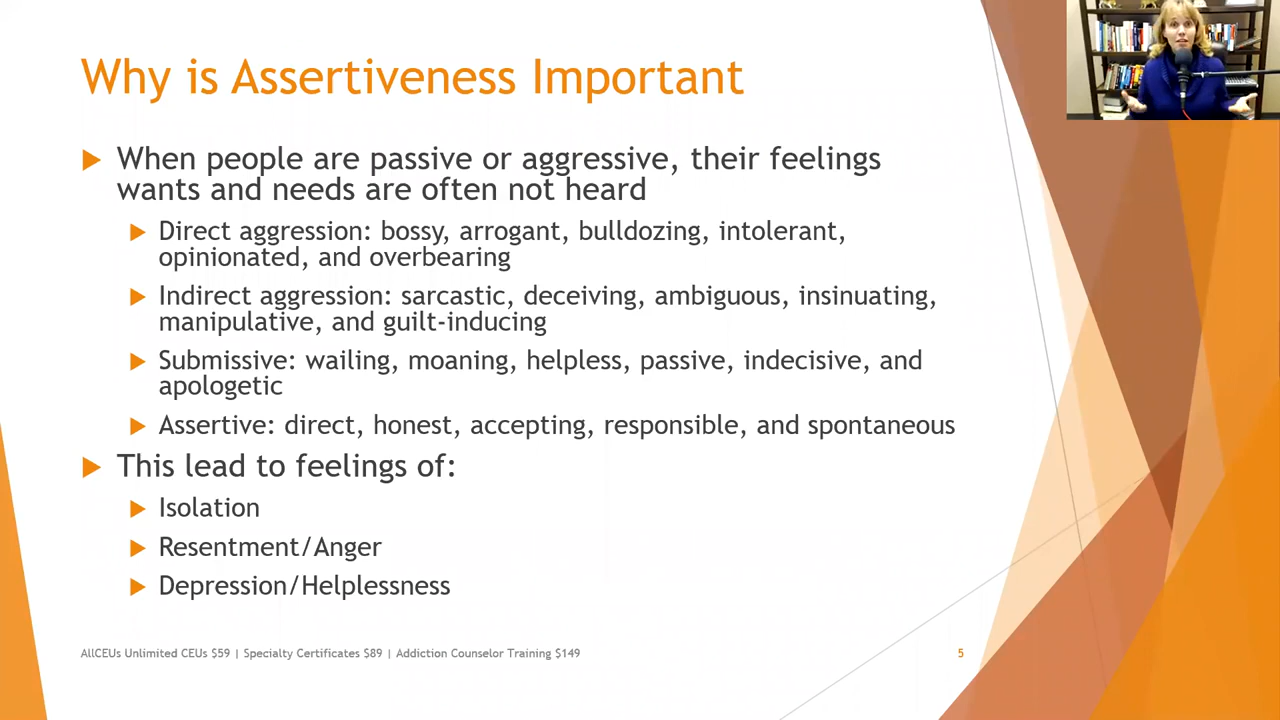 Why is Assertiveness Important
When people are passive or aggressive, their feelings
wants and needs are often not heard
Direct aggression: bossy, arrogant, bulldozing, intolerant,
opinionated, and overbearing
Indirect aggression: sarcastic, deceiving, ambiguous, insinuating,
manipulative, and guilt-inducing
Submissive: wailing, moaning, helpless, passive, indecisive, and
apologetic
Assertive: direct, honest, accepting, responsible, and spontaneous
This lead to feelings of:
Isolation
Resentment/Anger
Depression/Helplessness
AllCEUs Unlimited CEUs $59 | Specialty Certificates $89 | Addiction Counselor Training $149
5